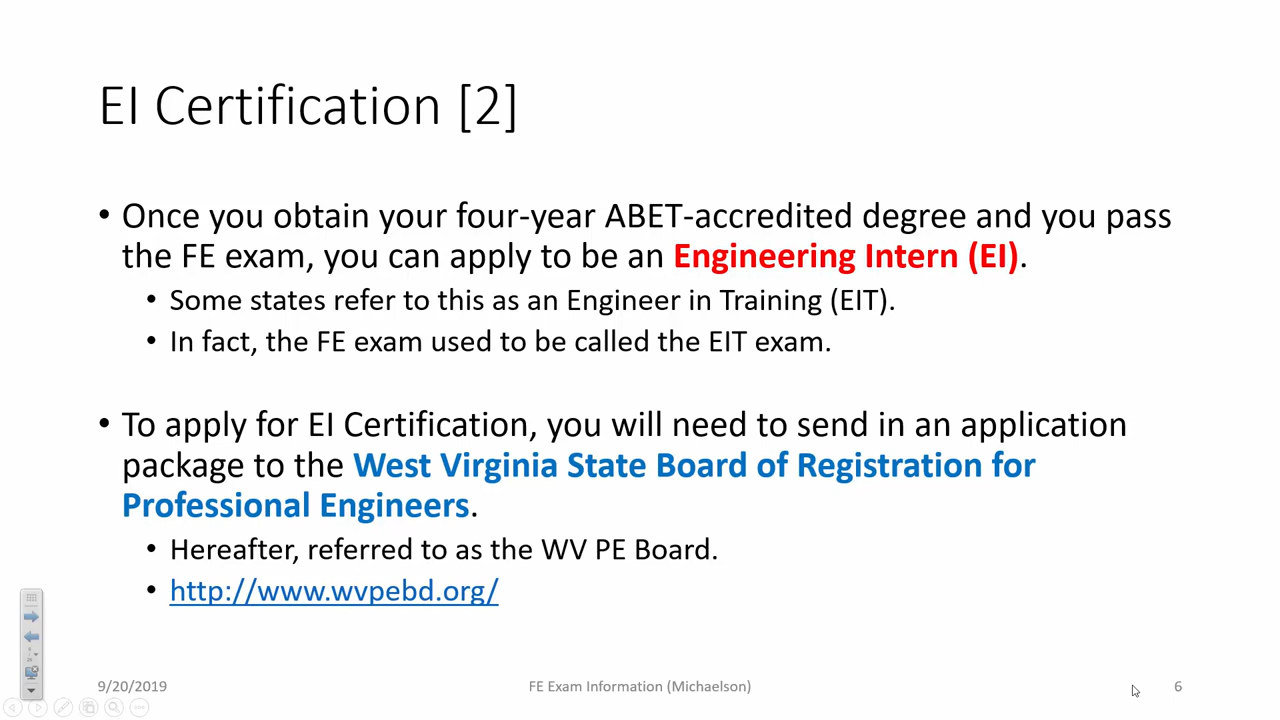 EI Certification [2]
• Once you obtain your four-year ABET-accredited degree and you pass
the FE exam, you can apply to be an Engineering Intern (EI).
• Some states refer to this as an Engineer in Training (EIT).
• In fact, the FE exam used to be called the EIT exam.
• To apply for EI Certification, you will need to send in an application
package to the West Virginia State Board of Registration for
Professional Engineers.
• Hereafter, referred to as the WV PE Board.
• http://www.wvpebd.org/
9/20/2019
FE Exam Information (Michaelson)
6